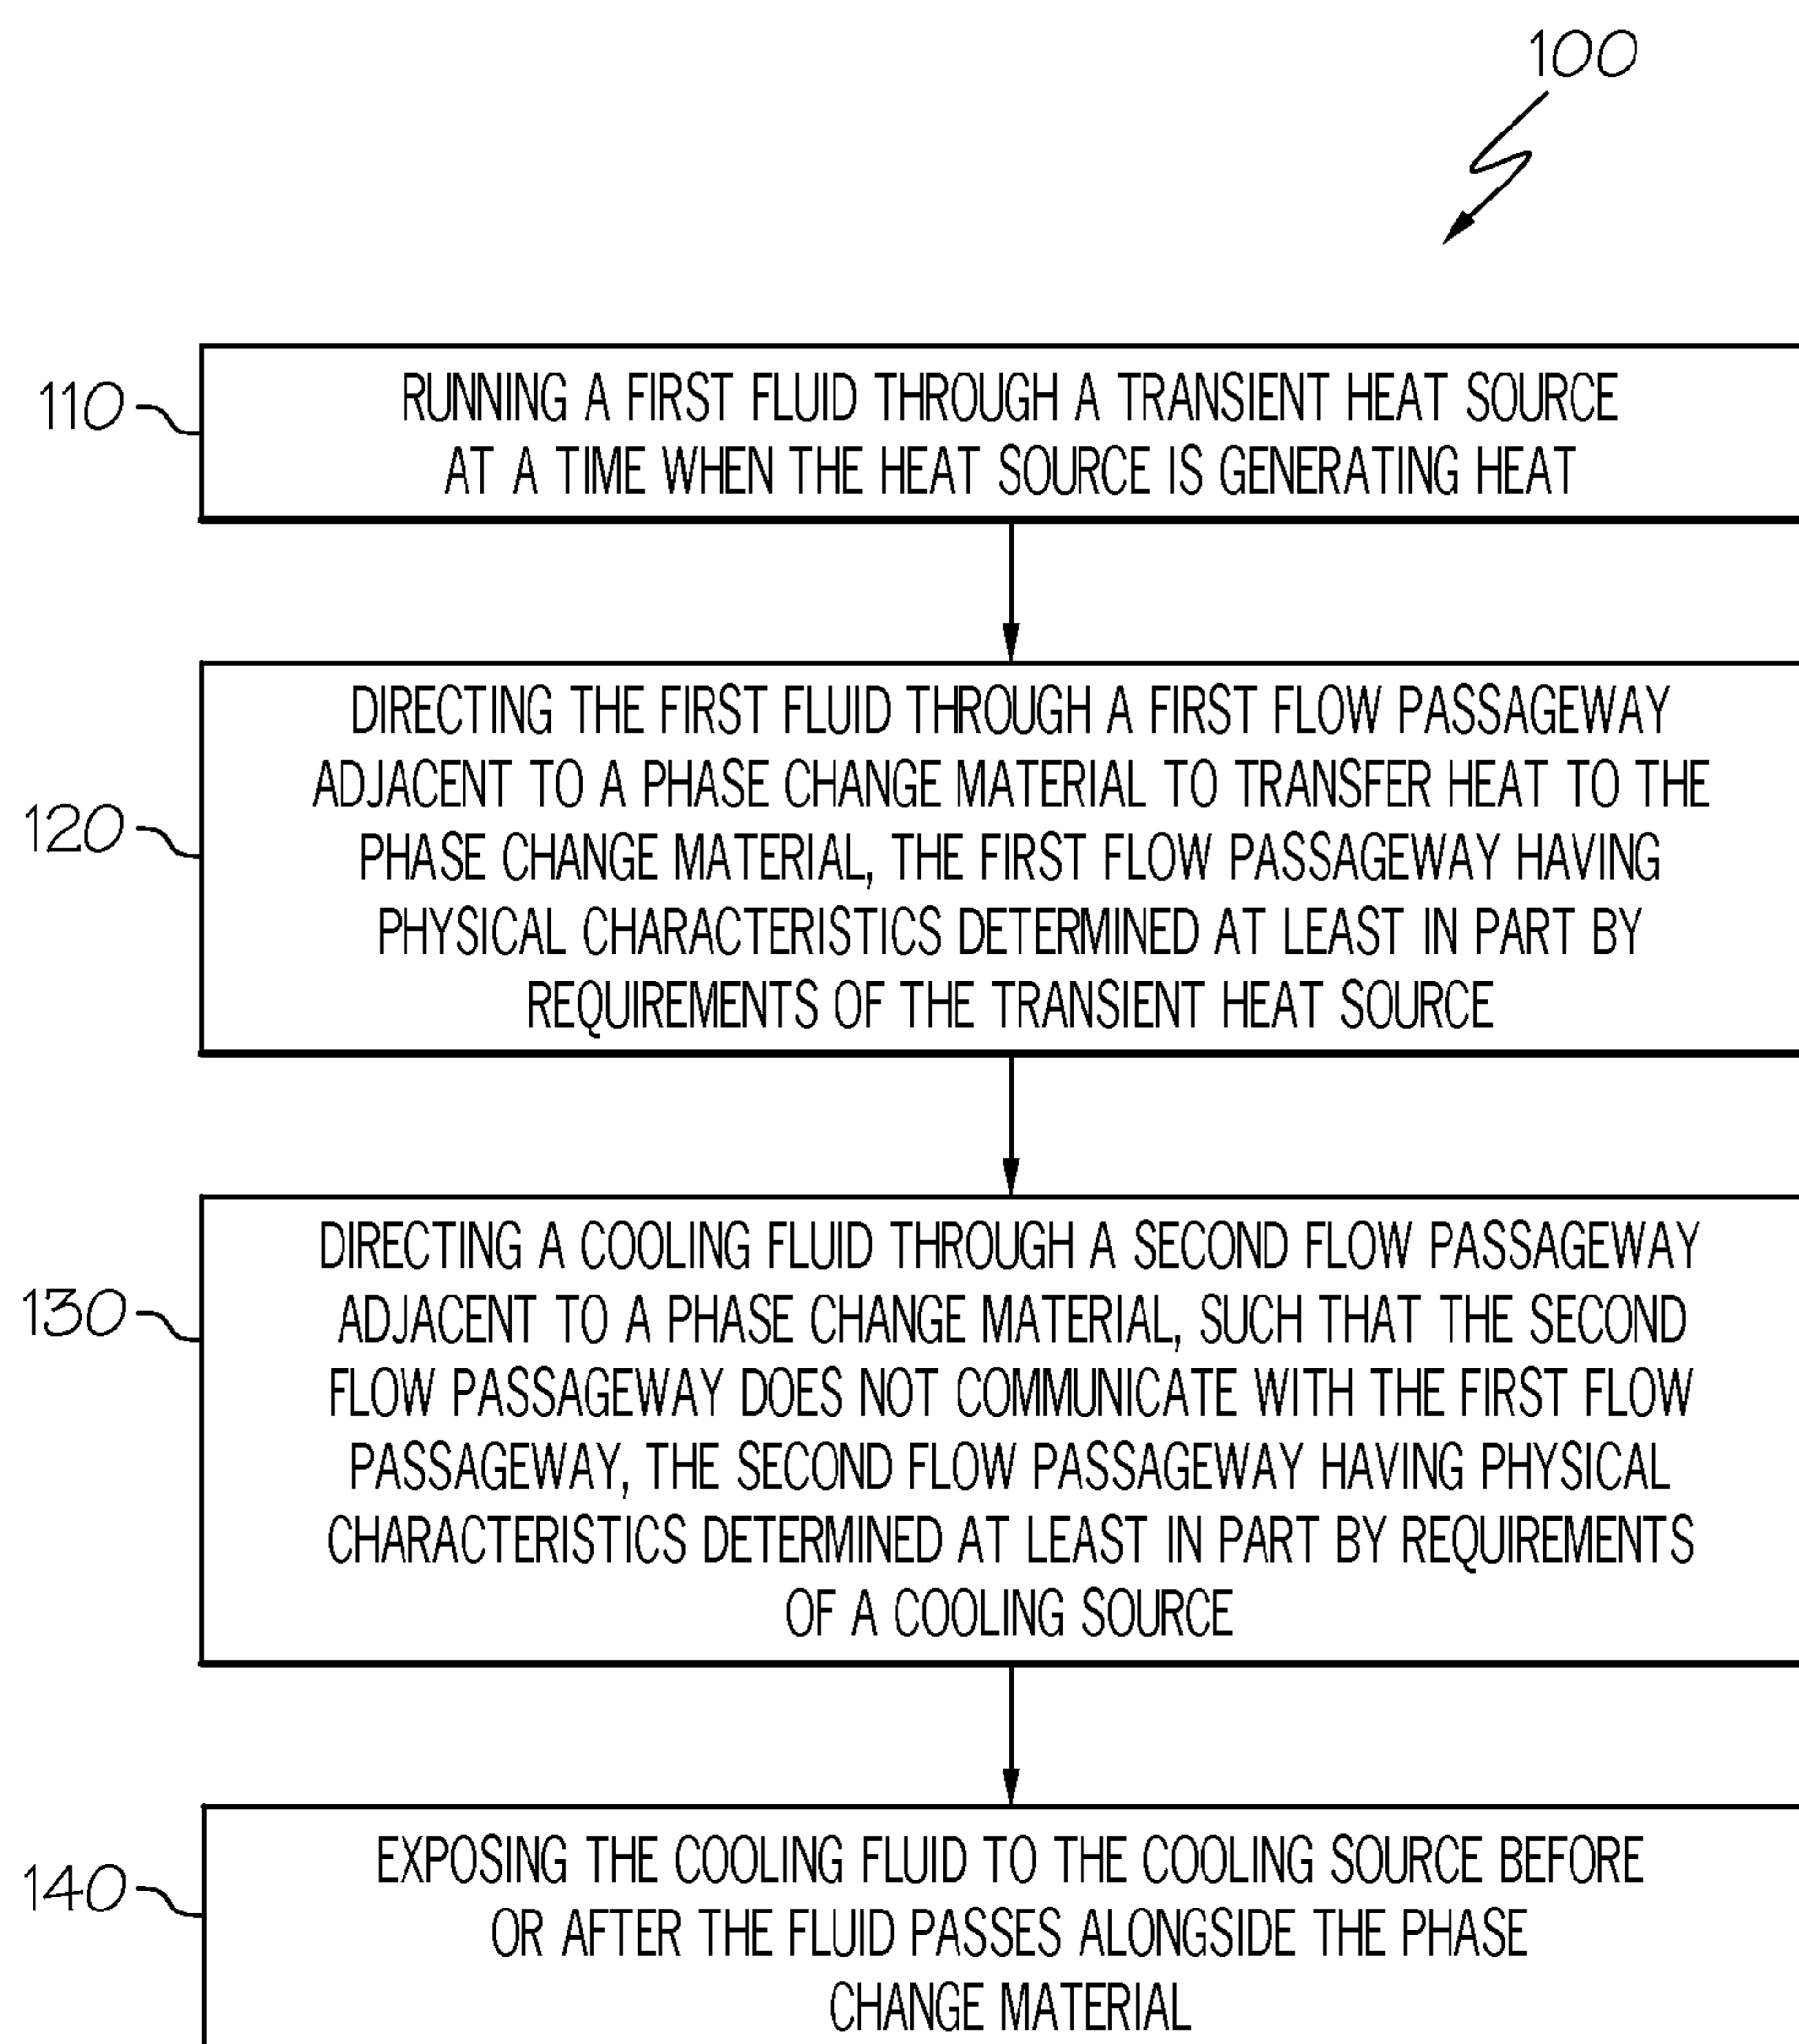 100
110
RUNNING A FIRST FLUID THROUGH A TRANSIENT HEAT SOURCE
AT A TIME WHEN THE HEAT SOURCE IS GENERATING HEAT
120
DIRECTING THE FIRST FLUID THROUGH A FIRST FLOW PASSAGEWAY
ADJACENT TO A PHASE CHANGE MATERIAL TO TRANSFER HEAT TO THE
PHASE CHANGE MATERIAL, THE FIRST FLOW PASSAGEWAY HAVING
PHYSICAL CHARACTERISTICS DETERMINED AT LEAST IN PART BY
REQUIREMENTS OF THE TRANSIENT HEAT SOURCE
130
DIRECTING A COOLING FLUID THROUGH A SECOND FLOW PASSAGEWAY
ADJACENT TO A PHASE CHANGE MATERIAL, SUCH THAT THE SECOND
FLOW PASSAGEWAY DOES NOT COMMUNICATE WITH THE FIRST FLOW
PASSAGEWAY, THE SECOND FLOW PASSAGEWAY HAVING PHYSICAL
CHARACTERISTICS DETERMINED AT LEAST IN PART BY REQUIREMENTS
OF A COOLING SOURCE
140
EXPOSING THE COOLING FLUID TO THE COOLING SOURCE BEFORE
OR AFTER THE FLUID PASSES ALONGSIDE THE PHASE
CHANGE MATERIAL